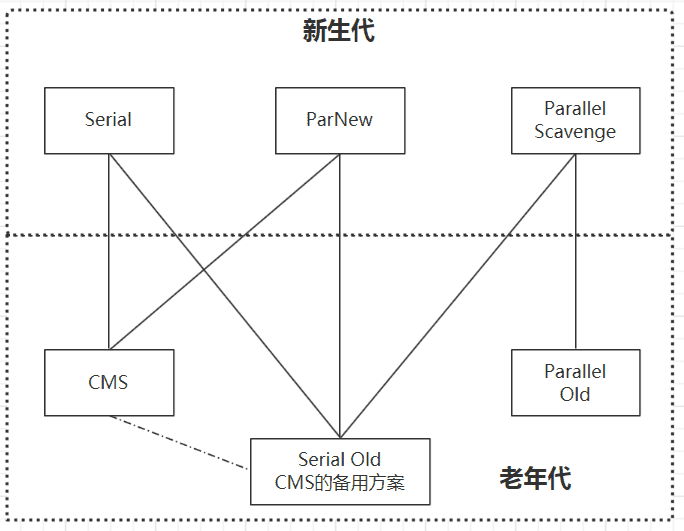 新生代
Serial
ParNew
Parallel
Scavenge
CMS
Parallel
Old
Serial Old
CMS的备用方案
老年代